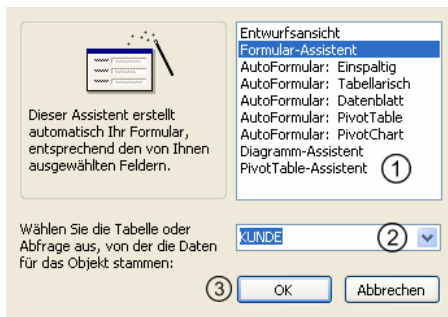 Entwurfsansicht
Formular-Assistent
AutoFormular: Einspaltig
AutoFormular: Tabellarisch
AutoFormular: Datenblatt
AutoFormular: PivotTable
AutoFormular: PivotChart
Diagramm-Assistent
PivotTable-Assistent
1
Dieser Assistent erstellt
automatisch Ihr Formular,
entsprechend den von Ihnen
ausgewählten Feldern.
Wählen Sie die Tabelle oder
Abfrage aus, von der die Daten
für das Objekt stammen:
KUNDE
2
3
OK
Abbrechen